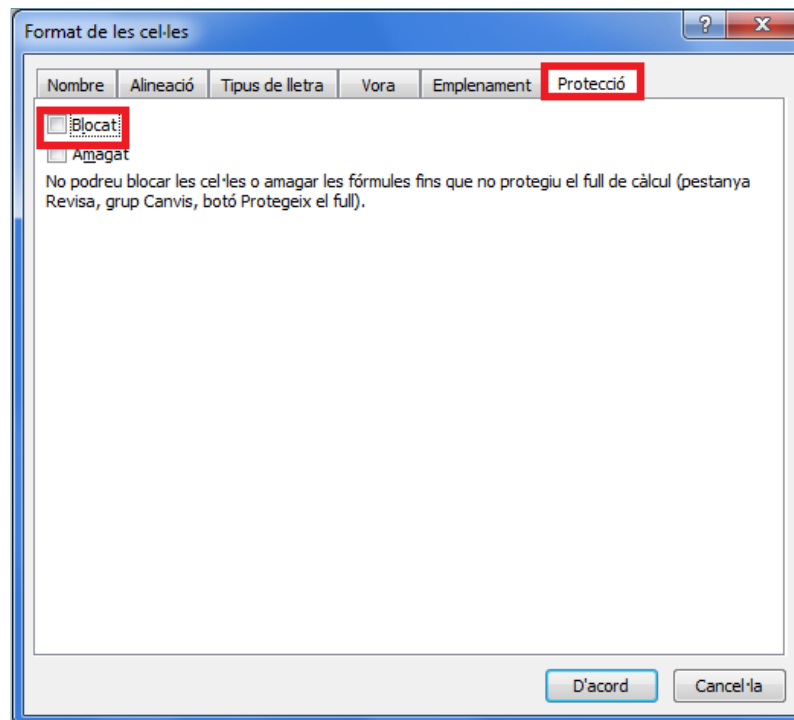 Format de les cel·les
Nombre Alineació Tipus de lletra Vora Emplenament Protecció
Blocat
Amagat
No podreu blocar les cel·les o amagar les fórmules fins que no protegiu el full de càlcul (pestanya
Revisa, grup Canvis, botó Protegeix el full).
D'acord Cancel·la